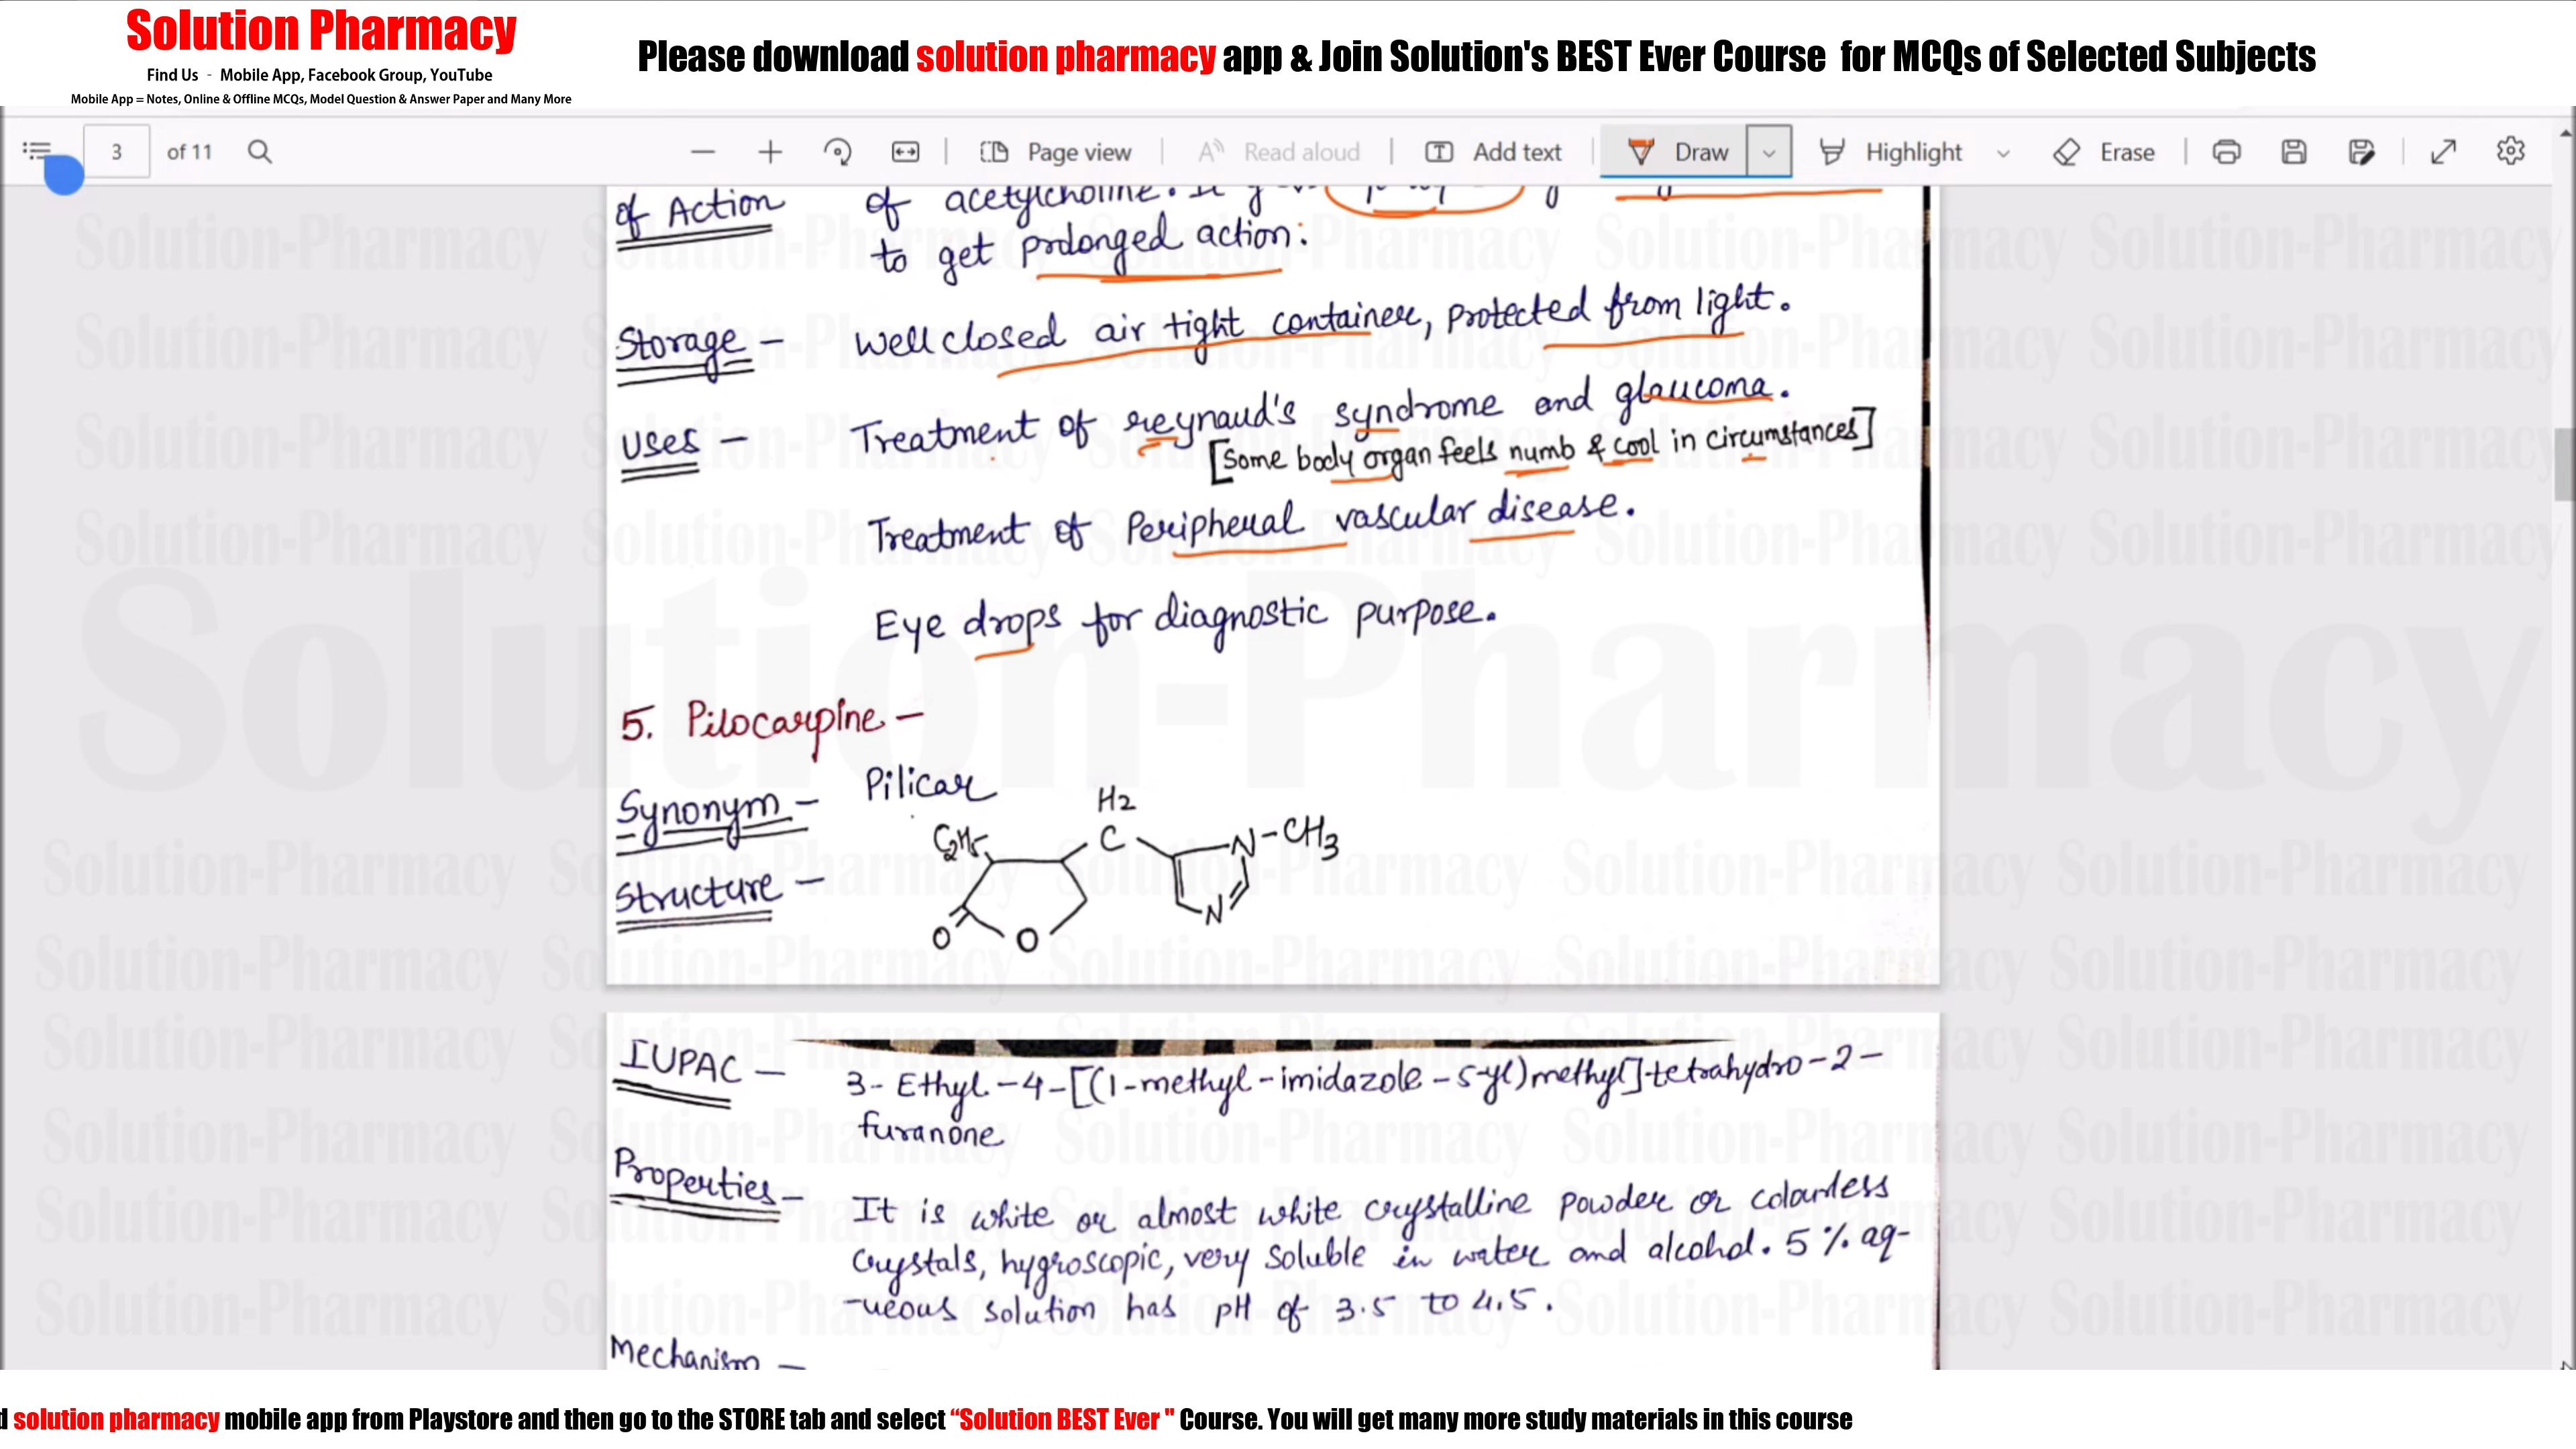 Solution Pharmacy
Find Us - Mobile App, Facebook Group, YouTube
Mobile App = Notes, Online & Offline MCQs, Model Question & Answer Paper and Many More
Please download solution pharmacy app & Join Solution's BEST Ever Course for MCQs of Selected Subjects
3 of 11 Page view Read aloud Add text Draw Highlight Erase
of Action of acetylcholine. It
to get prolonged action.
Storage - Well closed air tight container, protected from light.
Uses - Treatment of reynaud's syndrome and glaucoma.
[Some body organ feels numb & cool in circumstances]
Treatment of Peripheral vascular disease.
Eye drops for diagnostic purpose.
5. Pilocarpine -
Synonym - Pilicar
Structure -
H2
C2H5 C N-CH3
N
O O
IUPAC - 3-Ethyl-4-[(1-methyl-imidazole-5-yl)methyl]-tetrahydro-2-
furanone
Properties - It is white or almost white crystalline powder or colourless
crystals, hygroscopic, very soluble in water and alcohol. 5% aq-
-ueous solution has pH of 3.5 to 4.5.
Mechanism -
solution pharmacy mobile app from Playstore and then go to the STORE tab and select “Solution BEST Ever " Course. You will get many more study materials in this course
Solution-Pharmacy